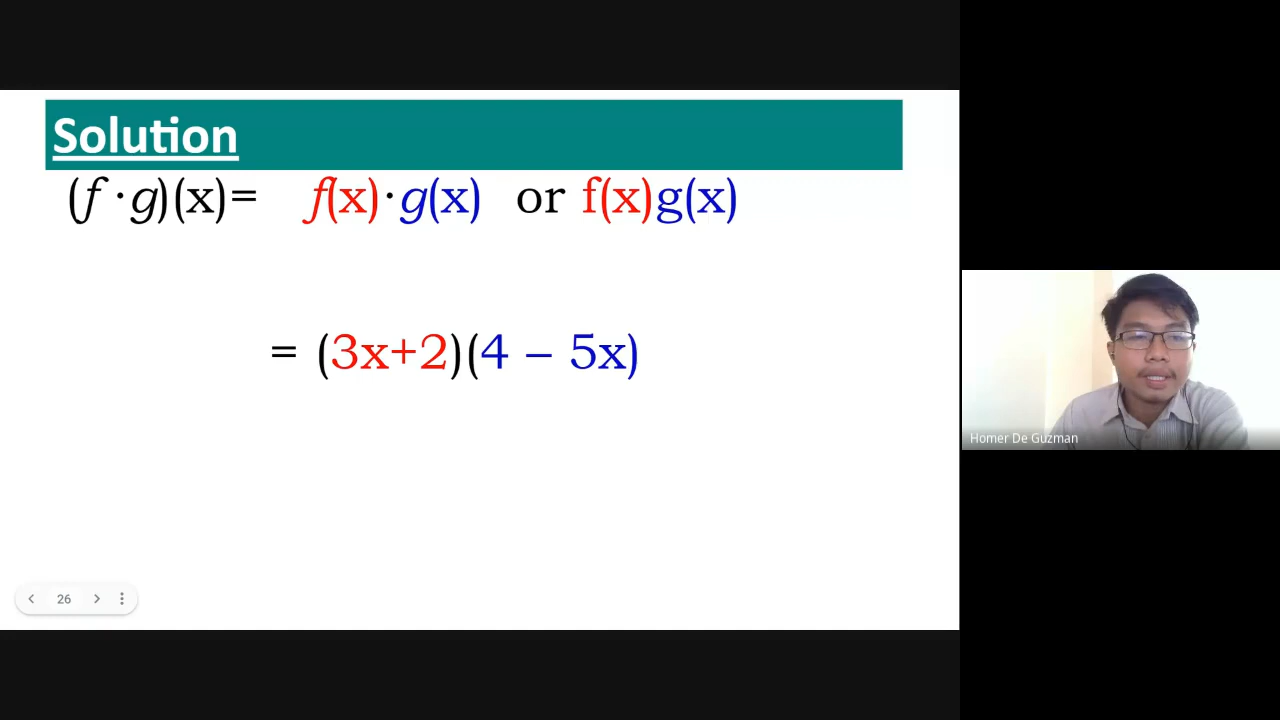 Solution
(f · g)(x)= f(x) · g(x) or f(x)g(x)
= (3x+2)(4 – 5x)
Homer De Guzman
26